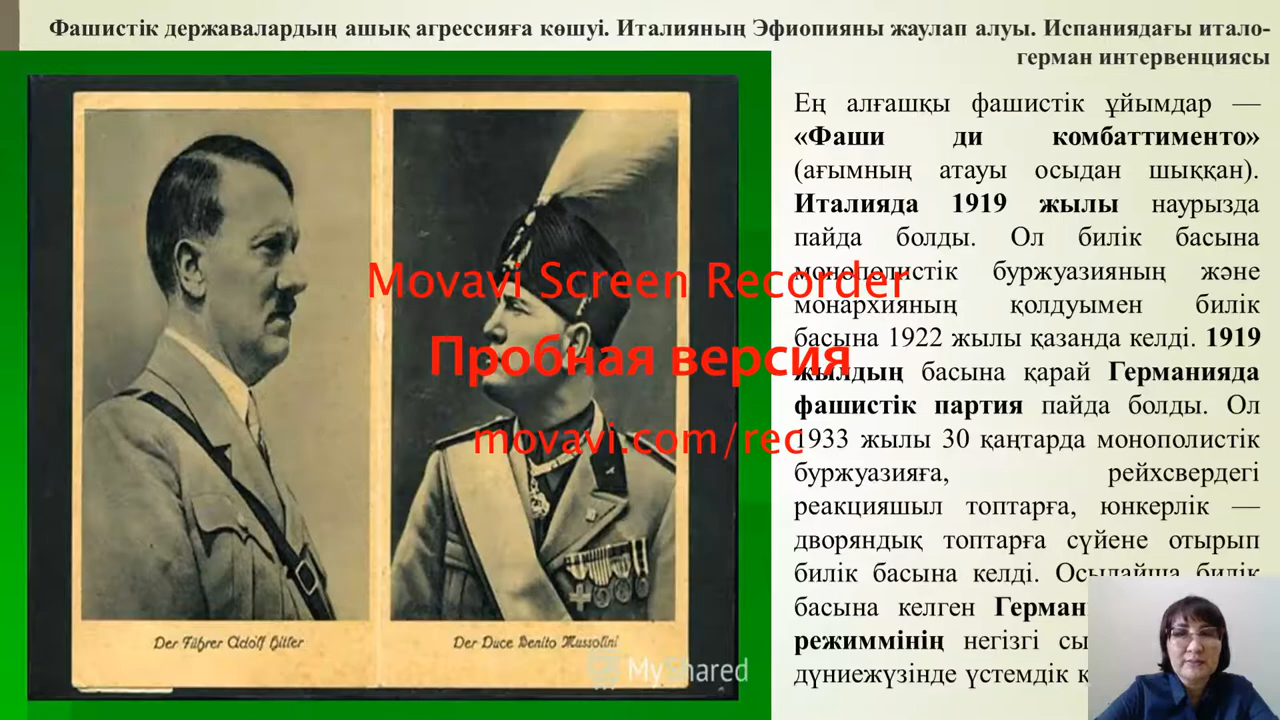 Фашистік державалардың ашық агрессияға көшуі. Италияның Эфиопияны жаулап алуы. Испаниядағы итало-
герман интервенциясы
Ең алғашқы фашистік ұйымдар —
«Фаши ди комбаттименто»
(ағымның атауы осыдан шыққан).
Италияда 1919 жылы наурызда
пайда болды. Ол билік басына
монополистік буржуазияның және
монархияның қолдуымен билік
басына 1922 жылы қазанда келді. 1919
жылдың басына қарай Германияда
фашистік партия пайда болды. Ол
1933 жылы 30 қаңтарда монополистік
буржуазияға, рейхсвердегі
реакцияшыл топтарға, юнкерлік —
дворяндық топтарға сүйене отырып
билік басына келді. Осылайша билік
басына келген Герман
режиммінің негізгі сы
дүниежүзінде үстемдік
Movavi Screen Recorder
Пробная версия
movavi.com/rec
Der Führer Adolf Hitler
Der Duce Benito Mussolini
MyShared